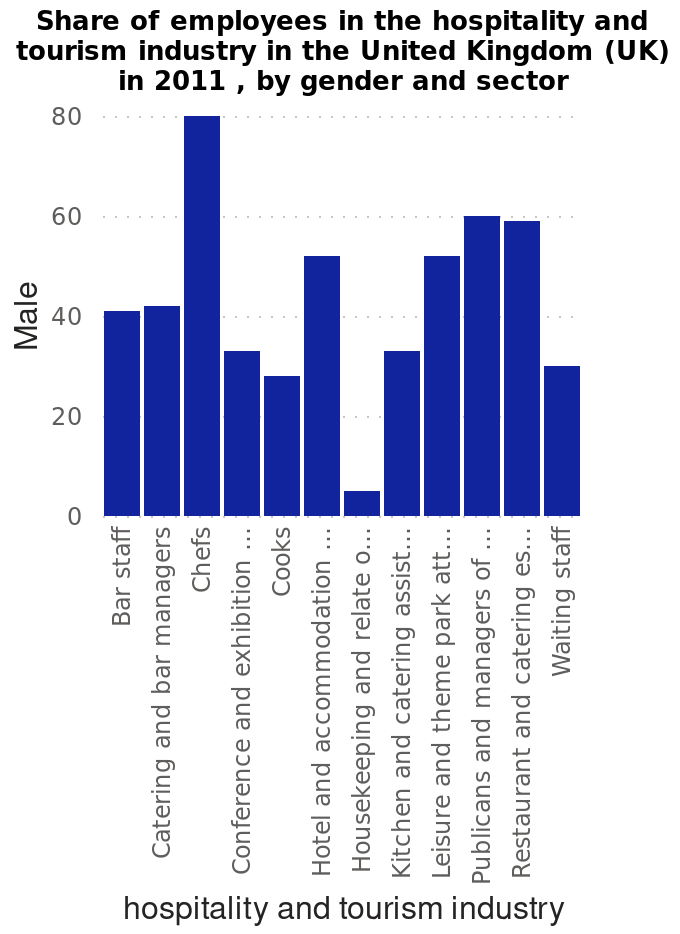 Share of employees in the hospitality and
tourism industry in the United Kingdom (UK)
in 2011 , by gender and sector
80
60
40
20
0
Male
Bar staff
Catering and bar managers
Chefs
Conference and exhibition ...
Cooks
Hotel and accommodation ...
Housekeeping and relate o...
Kitchen and catering assist...
Leisure and theme park att...
Publicans and managers of ...
Restaurant and catering es...
Waiting staff
hospitality and tourism industry